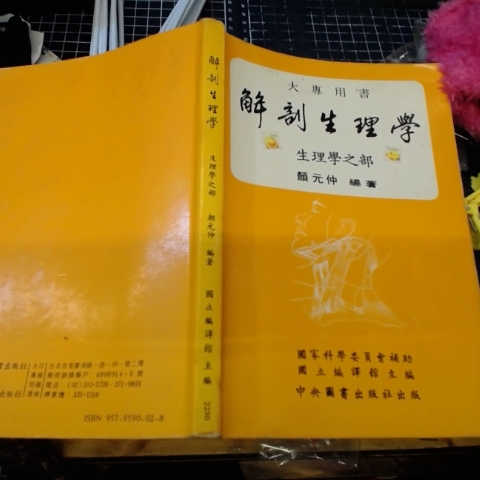 大專用書
解剖生理學
生理學之部
顏元仲 編著
國家科學委員會補助
國立編譯館主編
中央圖書出版社出版
解剖生理學
生理學之部
顏元仲 編著
國立編譯館主編
2230
ISBN 957-8590-02-8